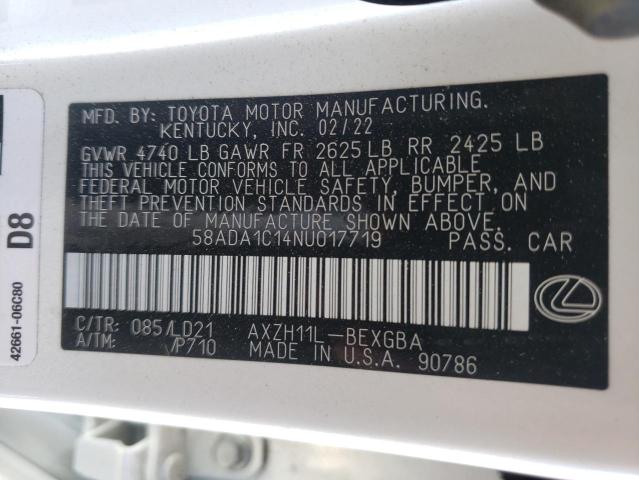 MFD. BY: TOYOTA MOTOR MANUFACTURING.
KENTUCKY, INC. 02/22
GVWR 4740 LB GAWR FR 2625 LB RR 2425 LB
THIS VEHICLE CONFORMS TO ALL APPLICABLE
FEDERAL MOTOR VEHICLE SAFETY, BUMPER, AND
THEFT PREVENTION STANDARDS IN EFFECT ON
THE DATE OF MANUFACTURE SHOWN ABOVE.
58ADA1C14NU017719 PASS. CAR
C/TR: 085/LD21 AXZH11L-BEXGBA
A/TM: /P710 MADE IN U.S.A. 90786
D8
42661-06C80